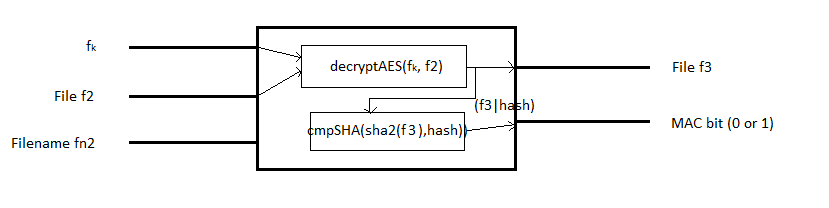 fk
decryptAES(fk, f2)
File f3
File f2
(f3|hash)
cmpSHA(sha2(f3),hash))
MAC bit (0 or 1)
Filename fn2